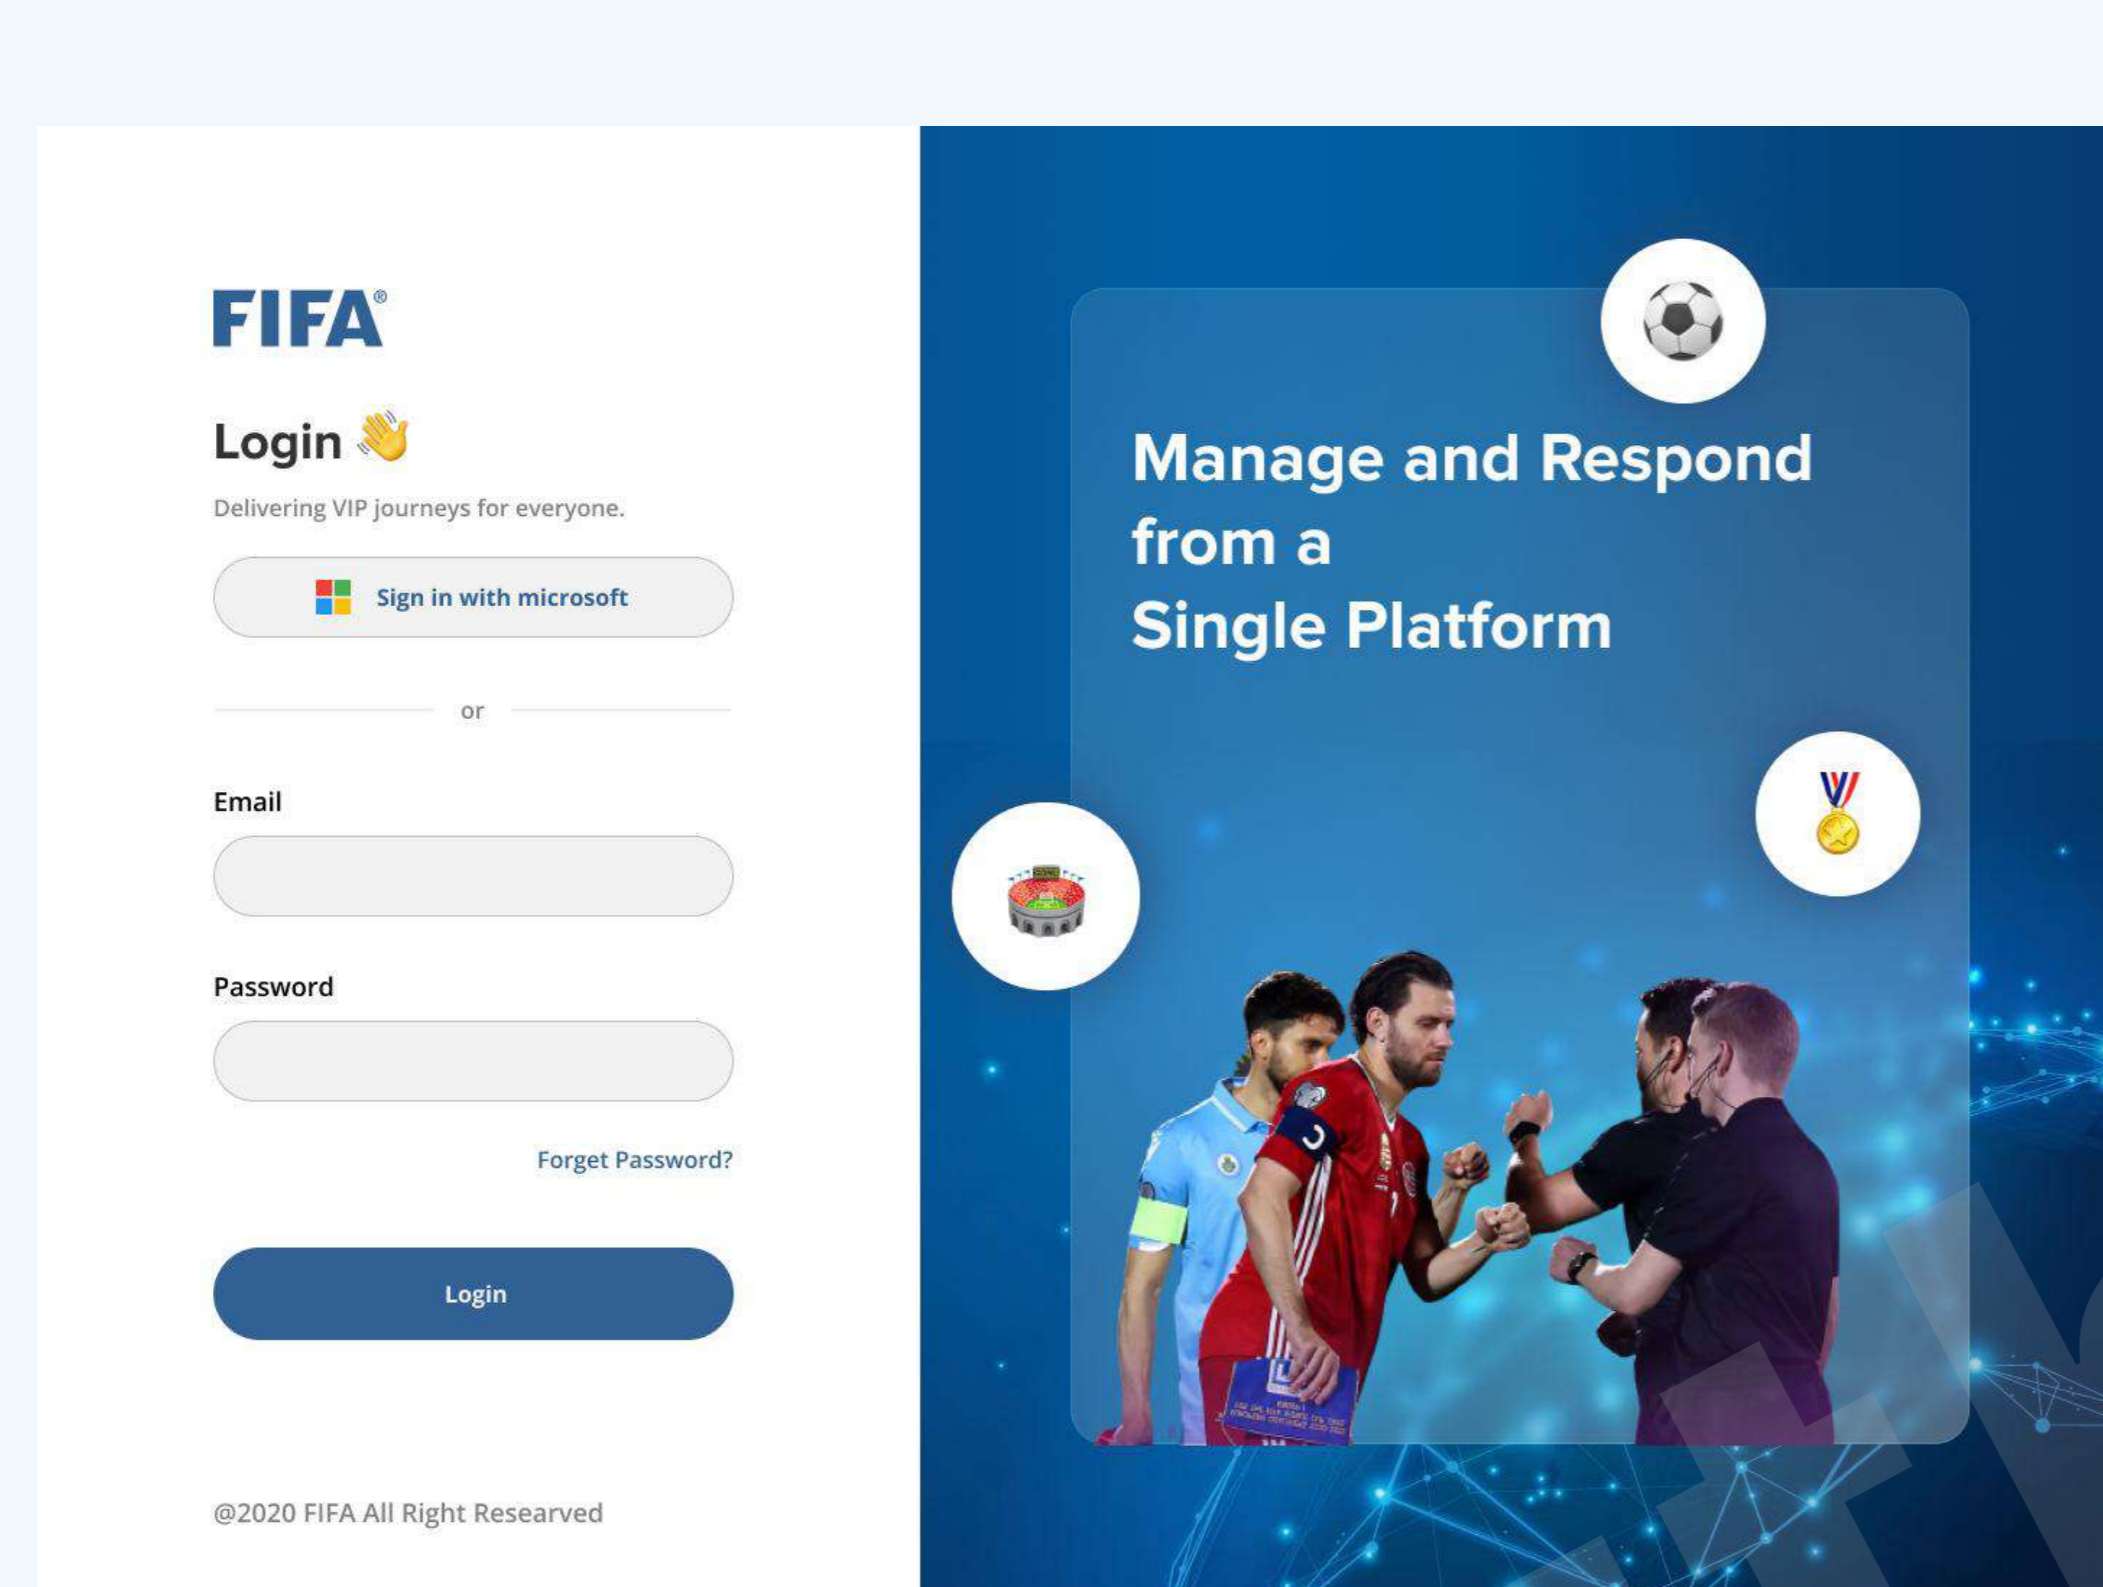 FIFA®
Login
Delivering VIP journeys for everyone.
Sign in with microsoft
or
Email
Password
Forget Password?
Login
@2020 FIFA All Right Researved
Manage and Respond
from a
Single Platform
GOAL